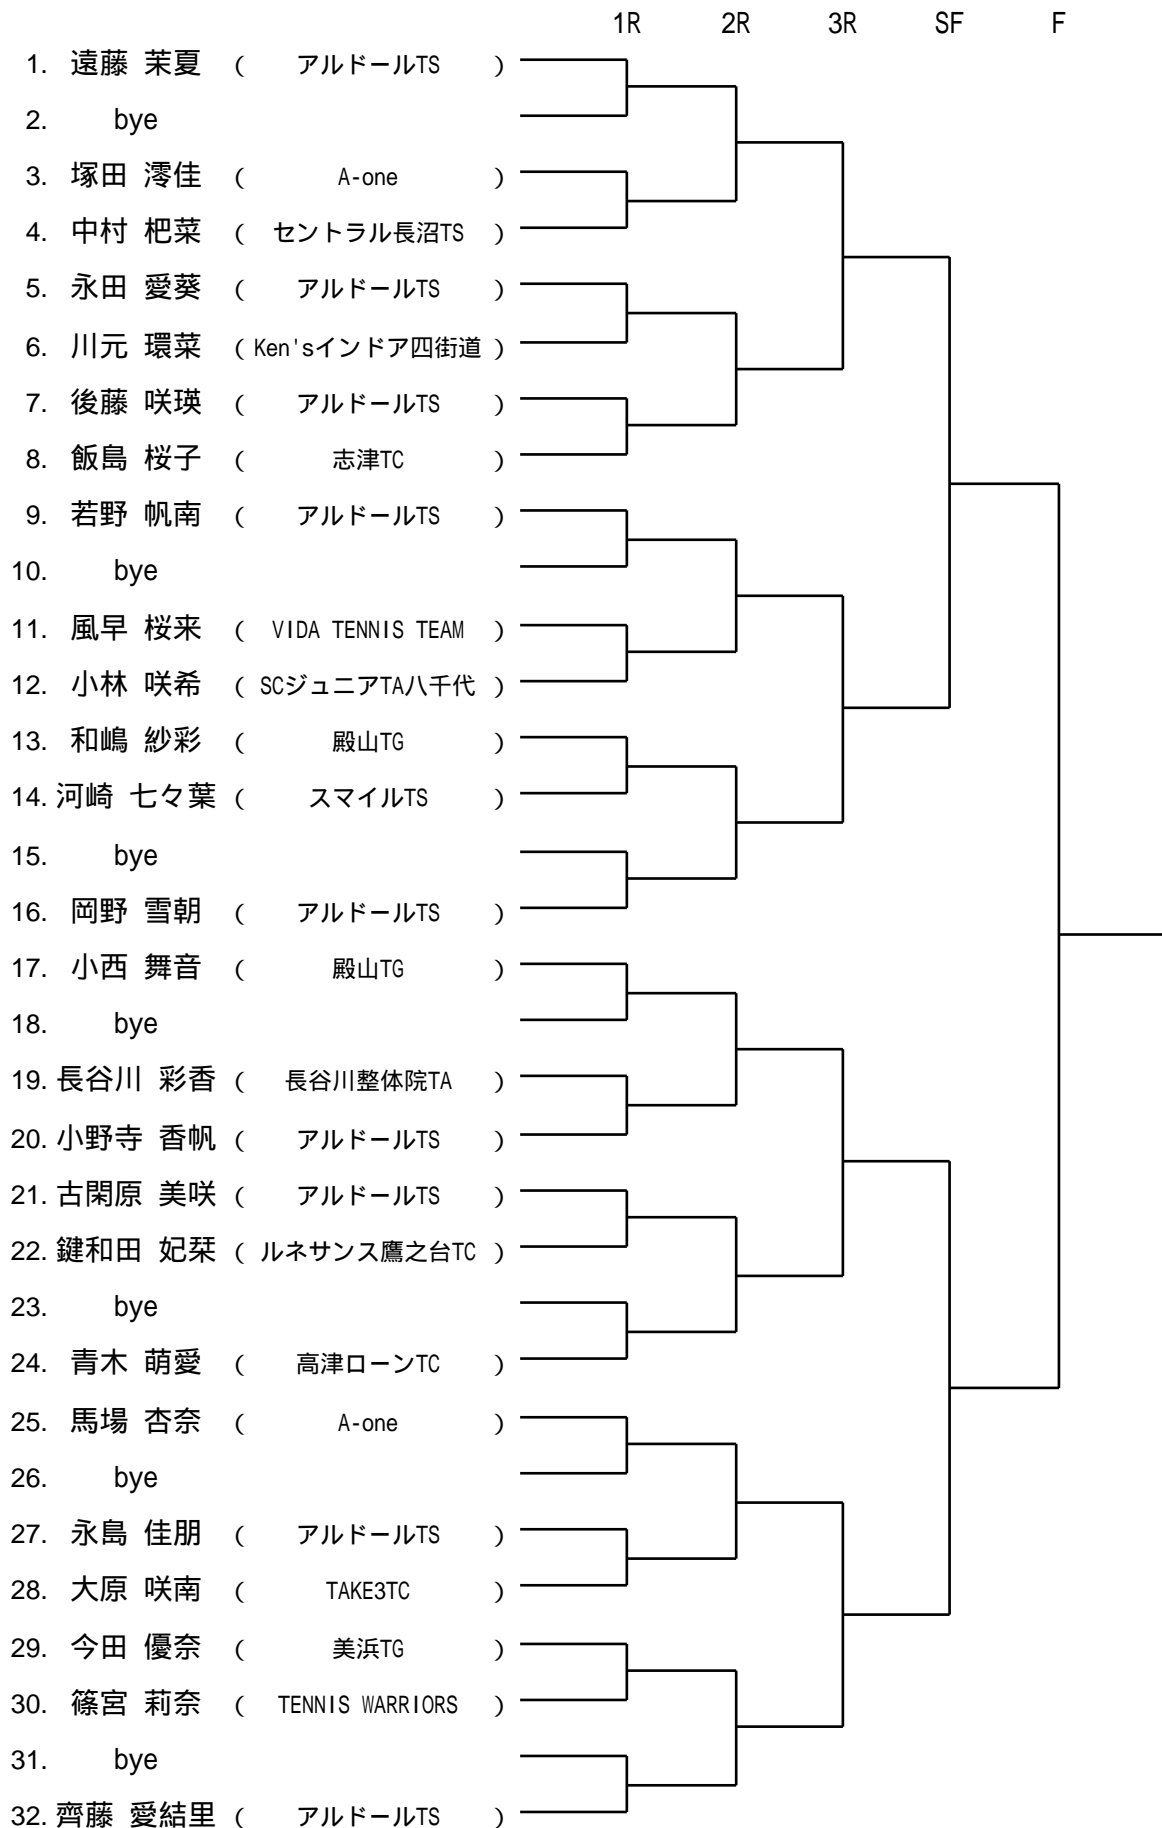 1R 2R 3R SF F
1. 遠藤 茉夏 ( アルドールTS )
2. bye
3. 塚田 澪佳 ( A-one )
4. 中村 杷菜 ( セントラル長沼TS )
5. 永田 愛葵 ( アルドールTS )
6. 川元 環菜 ( Ken'sインドア四街道 )
7. 後藤 咲瑛 ( アルドールTS )
8. 飯島 桜子 ( 志津TC )
9. 若野 帆南 ( アルドールTS )
10. bye
11. 風早 桜来 ( VIDA TENNIS TEAM )
12. 小林 咲希 ( SCジュニアTA八千代 )
13. 和嶋 紗彩 ( 殿山TG )
14. 河崎 七々葉 ( スマイルTS )
15. bye
16. 岡野 雪朝 ( アルドールTS )
17. 小西 舞音 ( 殿山TG )
18. bye
19. 長谷川 彩香 ( 長谷川整体院TA )
20. 小野寺 香帆 ( アルドールTS )
21. 古閑原 美咲 ( アルドールTS )
22. 鍵和田 妃栞 ( ルネサンス鷹之台TC )
23. bye
24. 青木 萌愛 ( 高津ローンTC )
25. 馬場 杏奈 ( A-one )
26. bye
27. 永島 佳朋 ( アルドールTS )
28. 大原 咲南 ( TAKE3TC )
29. 今田 優奈 ( 美浜TG )
30. 篠宮 莉奈 ( TENNIS WARRIORS )
31. bye
32. 齊藤 愛結里 ( アルドールTS )